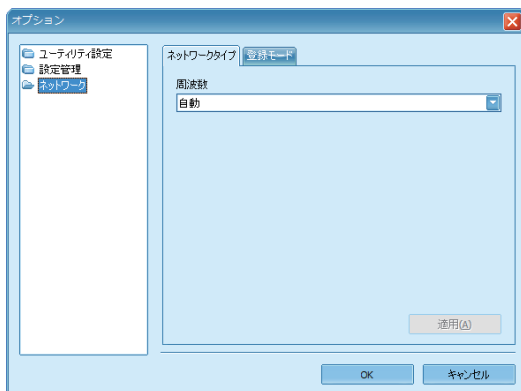 オプション
ユーティリティ設定
設定管理
ネットワーク
ネットワークタイプ
登録モード
周波数
自動
適用(A)
OK
キャンセル